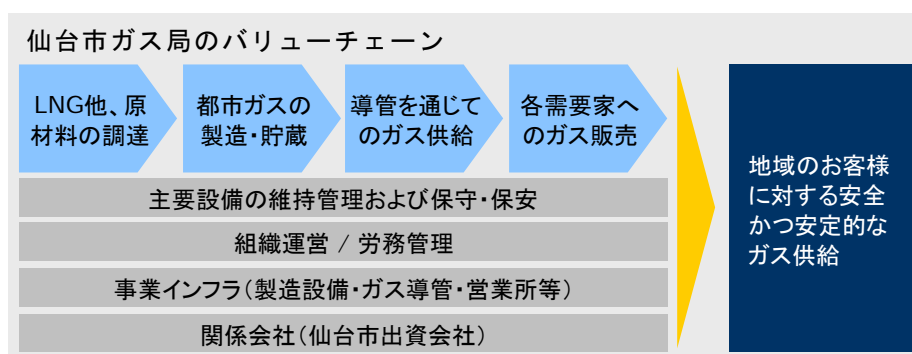 仙台市ガス局のバリューチェーン
LNG他、原
材料の調達
都市ガスの
製造・貯蔵
導管を通じて
のガス供給
各需要家へ
のガス販売
主要設備の維持管理および保守・保安
組織運営 / 労務管理
事業インフラ(製造設備・ガス導管・営業所等)
関係会社(仙台市出資会社)
地域のお客様
に対する安全
かつ安定的な
ガス供給